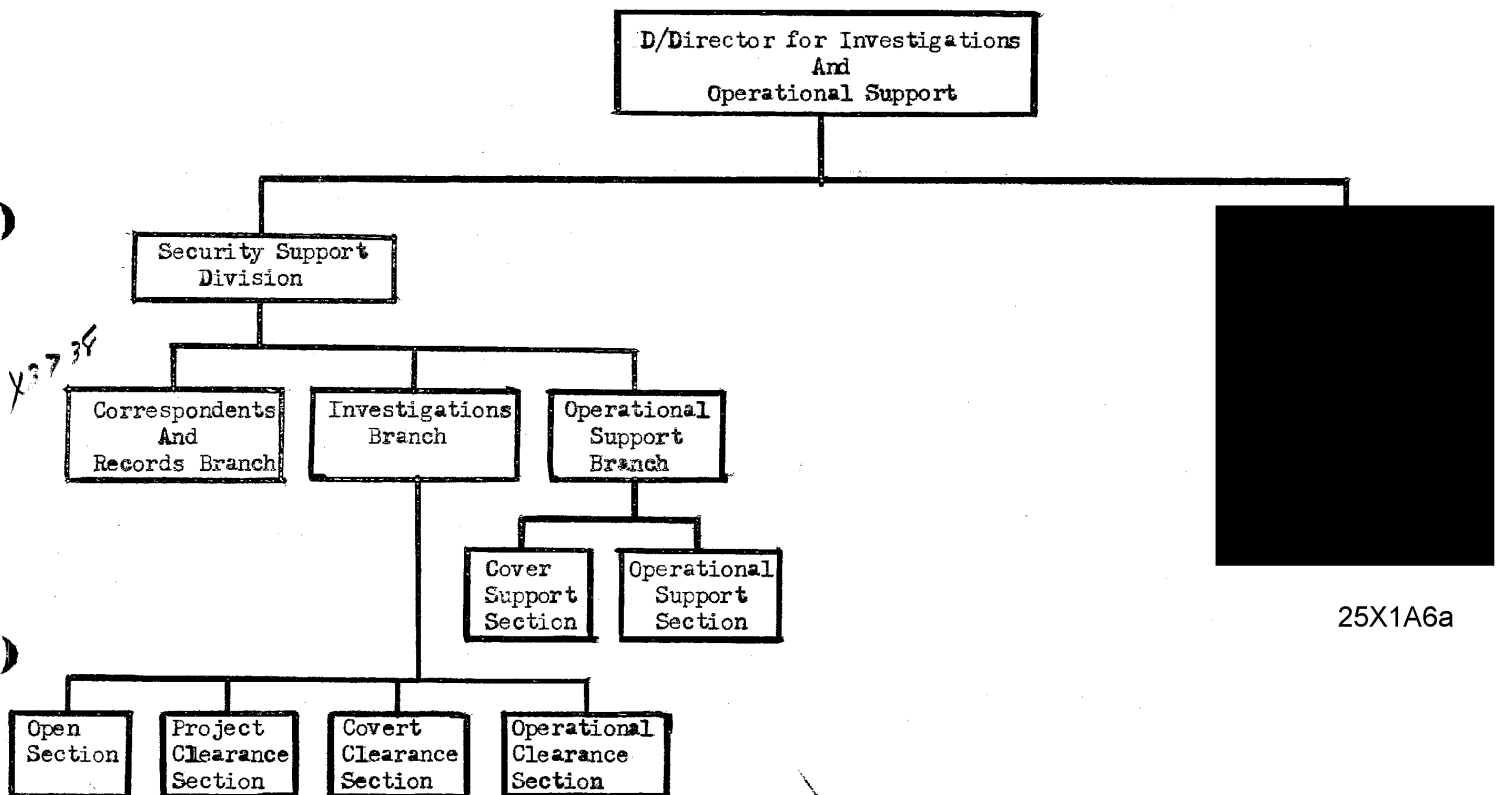 D/Director for Investigations
And
Operational Support
Security Support
Division
X3738
Correspondents
And
Records Branch
Investigations
Branch
Operational
Support
Branch
Cover
Support
Section
Operational
Support
Section
25X1A6a
Open
Section
Project
Clearance
Section
Covert
Clearance
Section
Operational
Clearance
Section